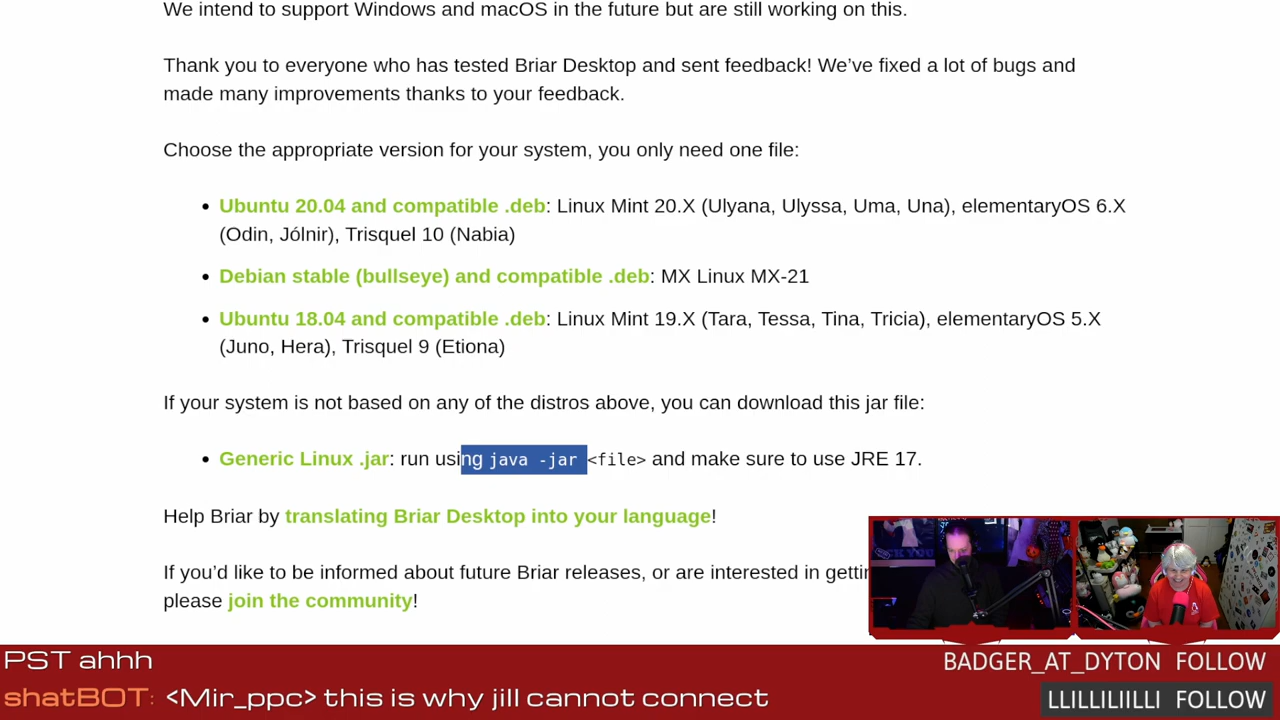 We intend to support Windows and macOS in the future but are still working on this.
Thank you to everyone who has tested Briar Desktop and sent feedback! We’ve fixed a lot of bugs and
made many improvements thanks to your feedback.
Choose the appropriate version for your system, you only need one file:
• Ubuntu 20.04 and compatible .deb: Linux Mint 20.X (Ulyana, Ulyssa, Uma, Una), elementaryOS 6.X
(Odin, Jólnir), Trisquel 10 (Nabia)
• Debian stable (bullseye) and compatible .deb: MX Linux MX-21
• Ubuntu 18.04 and compatible .deb: Linux Mint 19.X (Tara, Tessa, Tina, Tricia), elementaryOS 5.X
(Juno, Hera), Trisquel 9 (Etiona)
If your system is not based on any of the distros above, you can download this jar file:
• Generic Linux .jar: run using java -jar <file> and make sure to use JRE 17.
Help Briar by translating Briar Desktop into your language!
If you’d like to be informed about future Briar releases, or are interested in
please join the community!
PST ahhh
shatBOT: <Mir_ppc> this is why jill cannot connect
BADGER_AT_DYTON FOLLOW
LLILLILIILLI FOLLOW